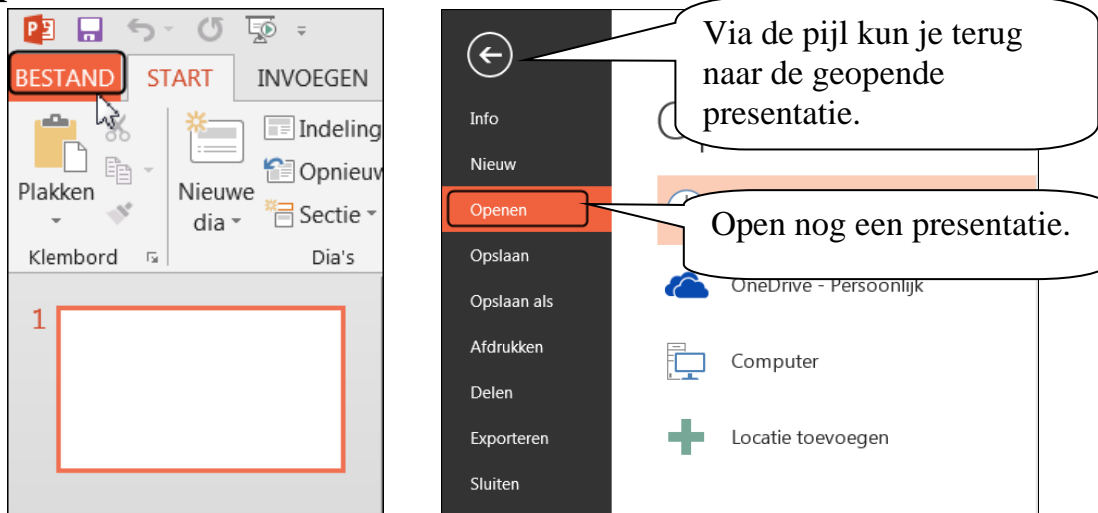 BESTAND START INVOEGEN
Indeling
Opnieuw
Plakken
Nieuwe
dia
Sectie
Klembord
Dia's
1
Via de pijl kun je terug
naar de geopende
presentatie.
Info
Nieuw
Openen
Open nog een presentatie.
Opslaan
OneDrive - Persoonlijk
Opslaan als
Afdrukken
Computer
Delen
Exporteren
Locatie toevoegen
Sluiten